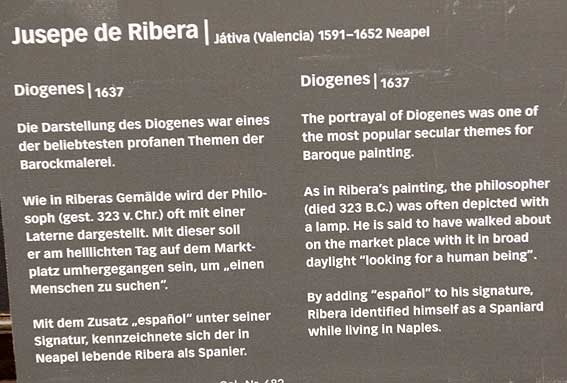 Jusepe de Ribera | Játiva (Valencia) 1591–1652 Neapel
Diogenes | 1637
Die Darstellung des Diogenes war eines
der beliebtesten profanen Themen der
Barockmalerei.
Wie in Riberas Gemälde wird der Philo-
soph (gest. 323 v. Chr.) oft mit einer
Laterne dargestellt. Mit dieser soll
er am helllichten Tag auf dem Markt-
platz umhergegangen sein, um „einen
Menschen zu suchen“.
Mit dem Zusatz „español“ unter seiner
Signatur, kennzeichnete sich der in
Neapel lebende Ribera als Spanier.
Diogenes | 1637
The portrayal of Diogenes was one of
the most popular secular themes for
Baroque painting.
As in Ribera’s painting, the philosopher
(died 323 B.C.) was often depicted with
a lamp. He is said to have walked about
on the market place with it in broad
daylight “looking for a human being”.
By adding “español” to his signature,
Ribera identified himself as a Spaniard
while living in Naples.